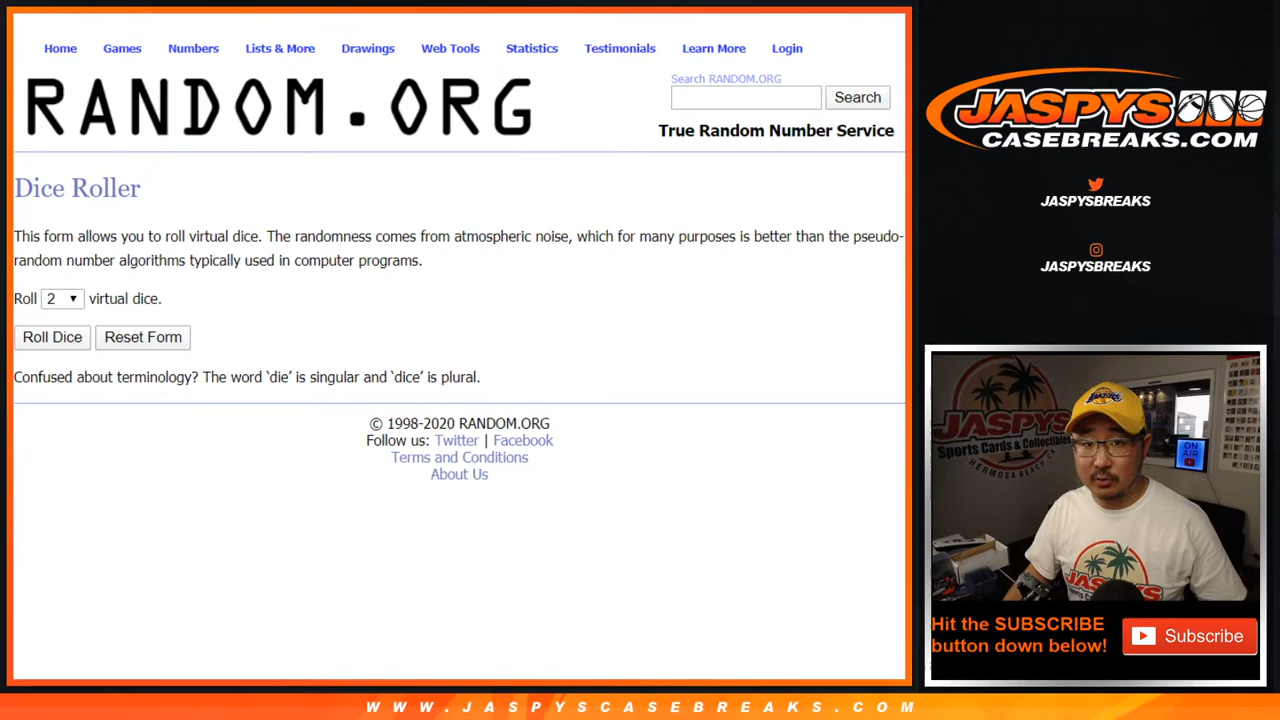 Home Games Numbers Lists & More Drawings Web Tools Statistics Testimonials Learn More Login
RANDOM.ORG
Search RANDOM.ORG
Search
True Random Number Service
Dice Roller
This form allows you to roll virtual dice. The randomness comes from atmospheric noise, which for many purposes is better than the pseudo-
random number algorithms typically used in computer programs.
Roll 2 virtual dice.
Roll Dice Reset Form
Confused about terminology? The word ‘die’ is singular and ‘dice’ is plural.
© 1998-2020 RANDOM.ORG
Follow us: Twitter | Facebook
Terms and Conditions
About Us
JASPYS
CASEBREAKS.COM
JASPYSBREAKS
JASPYSBREAKS
JASPYS
Sports Cards & Collectibles
HERMOSA BEACH, CA
LAKERS
ON
AIR
JASPYS
Hit the SUBSCRIBE
button down below!
Subscribe
WWW.JASPYSCASEBREAKS.COM